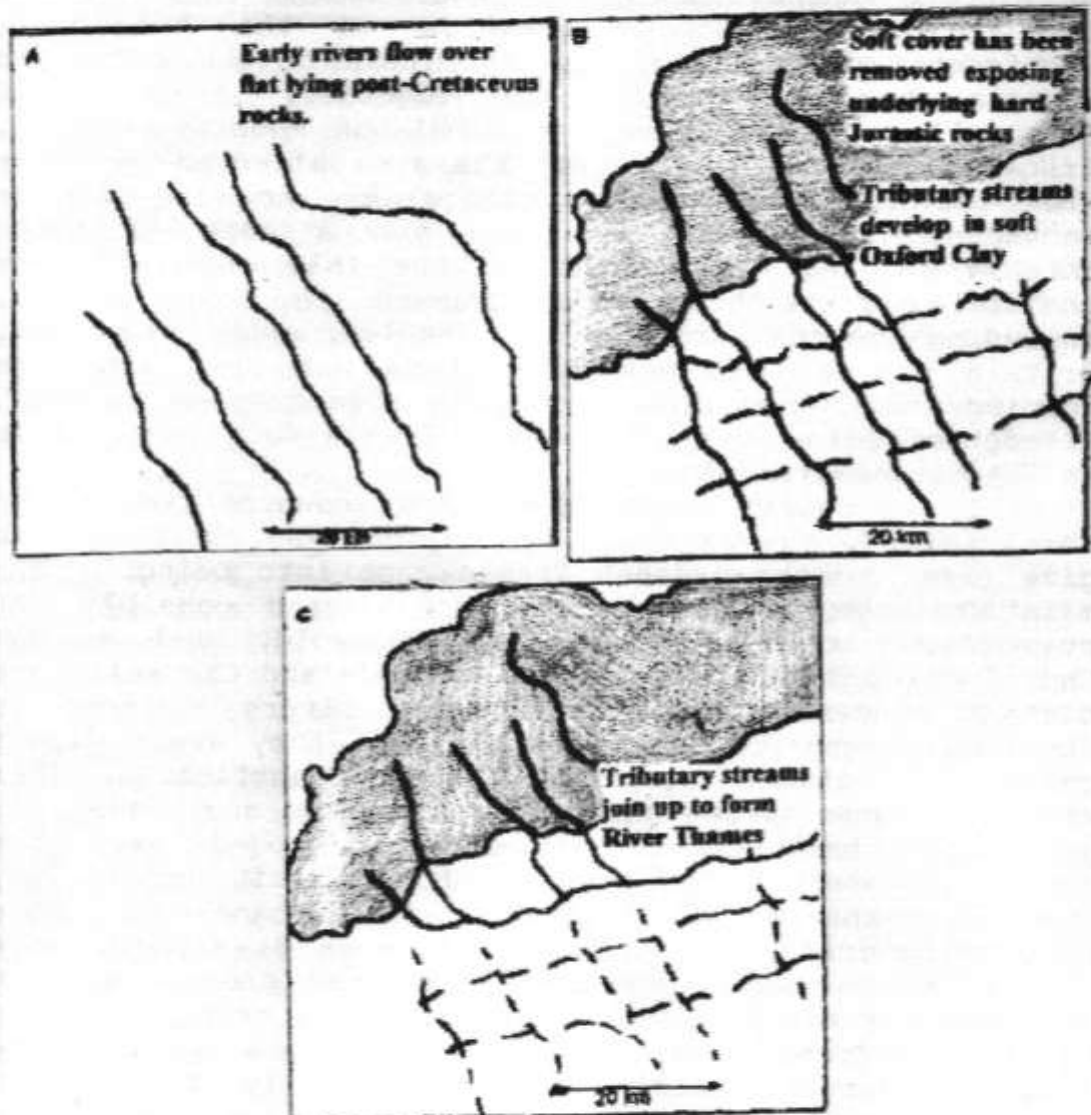 A
Early rivers flow over
flat lying post-Cretaceous
rocks.
20 km
B
Soft cover has been
removed exposing
underlying hard
Jurassic rocks
Tributary streams
develop in soft
Oxford Clay
20 km
C
Tributary streams
join up to form
River Thames
20 km